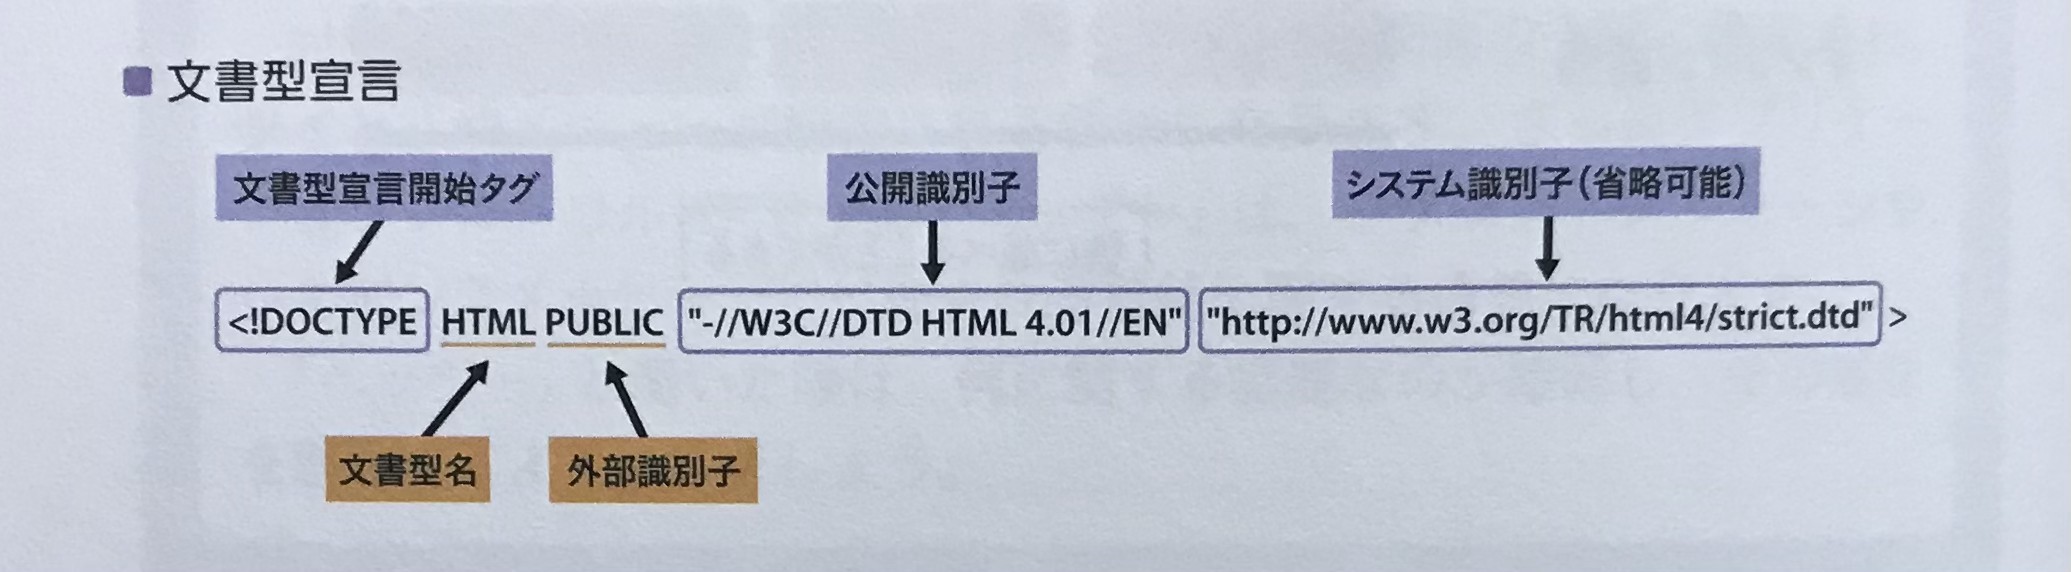 ■ 文書型宣言
文書型宣言開始タグ
公開識別子
システム識別子(省略可能)
<!DOCTYPE HTML PUBLIC "-//W3C//DTD HTML 4.01//EN" "http://www.w3.org/TR/html4/strict.dtd" >
文書型名
外部識別子